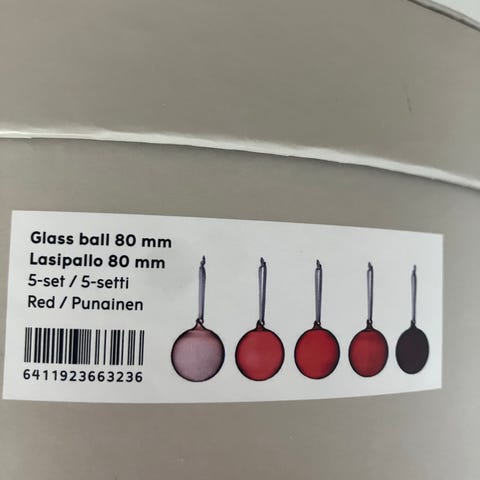 Glass ball 80 mm
Lasipallo 80 mm
5-set / 5-setti
Red / Punainen
6411923663236